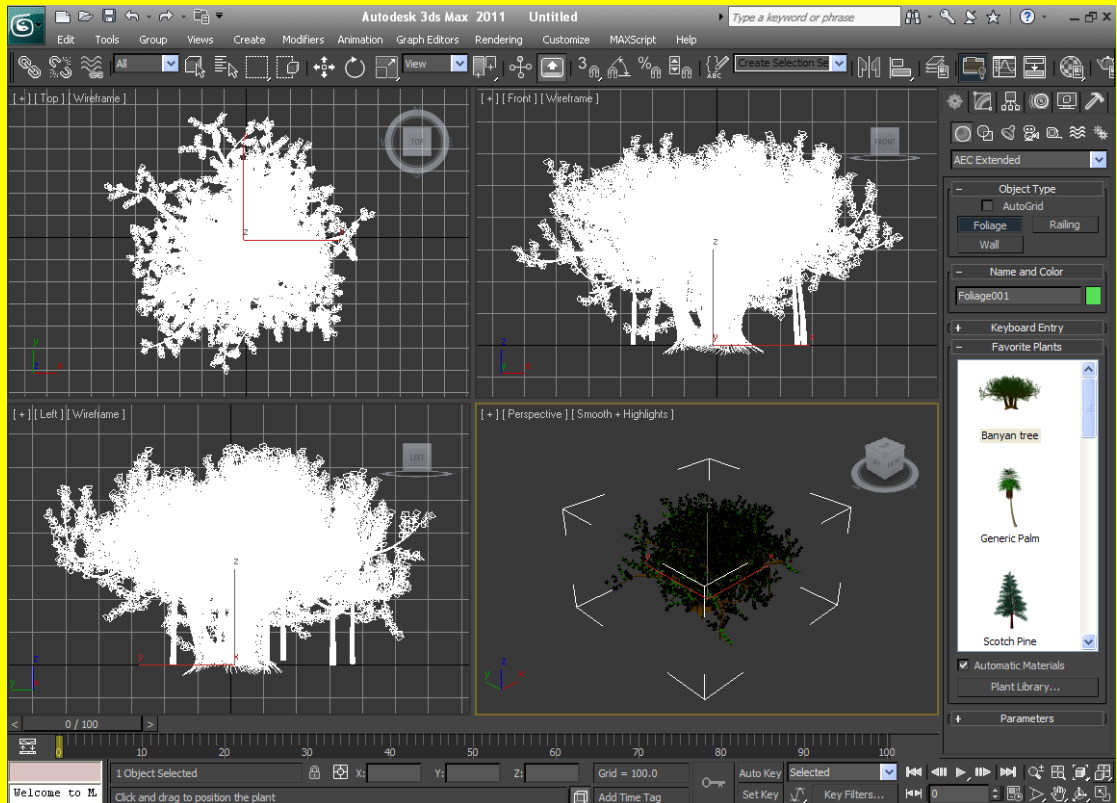 Autodesk 3ds Max 2011 Untitled
Type a keyword or phrase
Edit Tools Group Views Create Modifiers Animation Graph Editors Rendering Customize MAXScript Help
All
View
3
%
ABC
Create Selection Se
[ + ] [ Top ] [ Wireframe ]
TOP
z
x
y
z
x
[ + ] [ Front ] [ Wireframe ]
FRONT
z
y
x
z
y
x
[ + ] [ Left ] [ Wireframe ]
LEFT
z
y
x
z
y
[ + ] [ Perspective ] [ Smooth + Highlights ]
z
y
x
AEC Extended
Object Type
AutoGrid
Foliage Railing
Wall
Name and Color
Foliage001
+ Keyboard Entry
Favorite Plants
Banyan tree
Generic Palm
Scotch Pine
Automatic Materials
Plant Library...
+ Parameters
< 0 / 100 >
0 10 20 30 40 50 60 70 80 90 100
1 Object Selected X: Y: Z: Grid = 100.0 Auto Key Selected
Welcome to M Click and drag to position the plant Add Time Tag Set Key Key Filters... 0